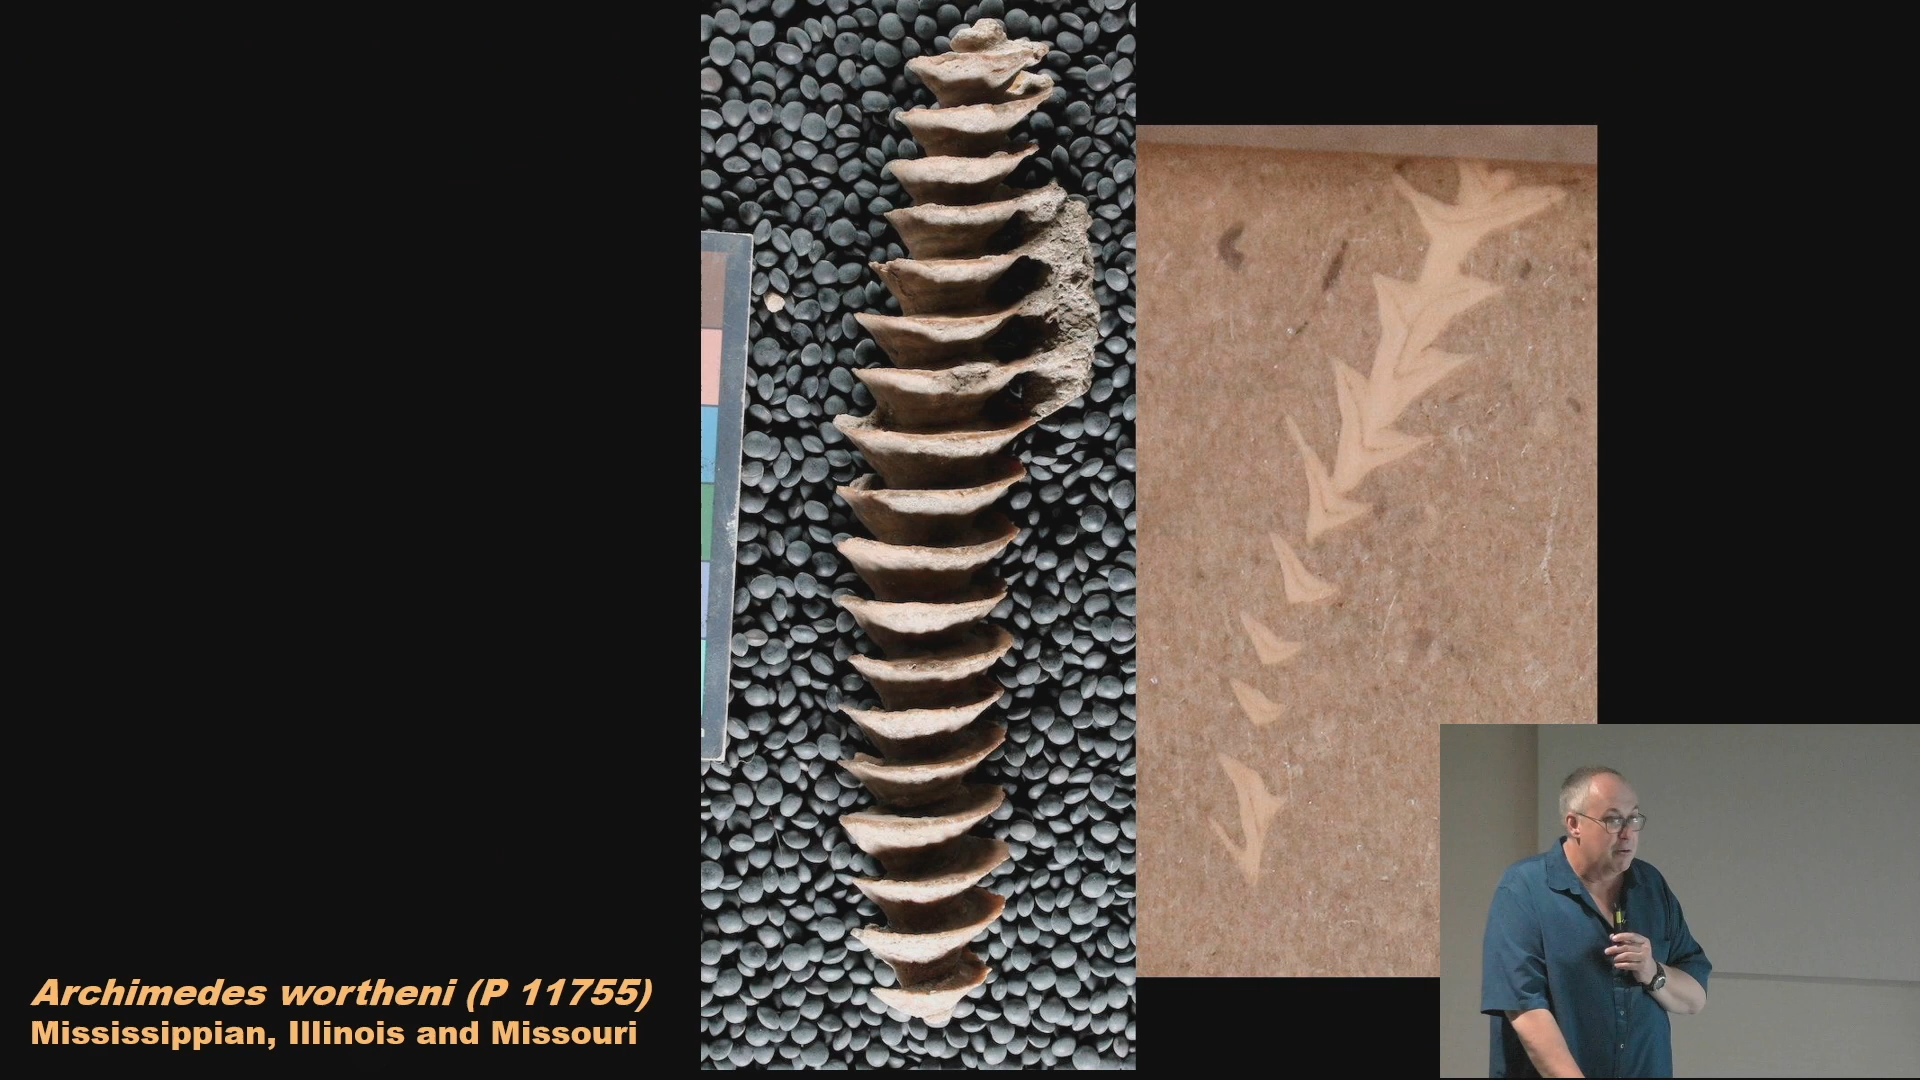 Archimedes wortheni (P 11755)
Mississippian, Illinois and Missouri